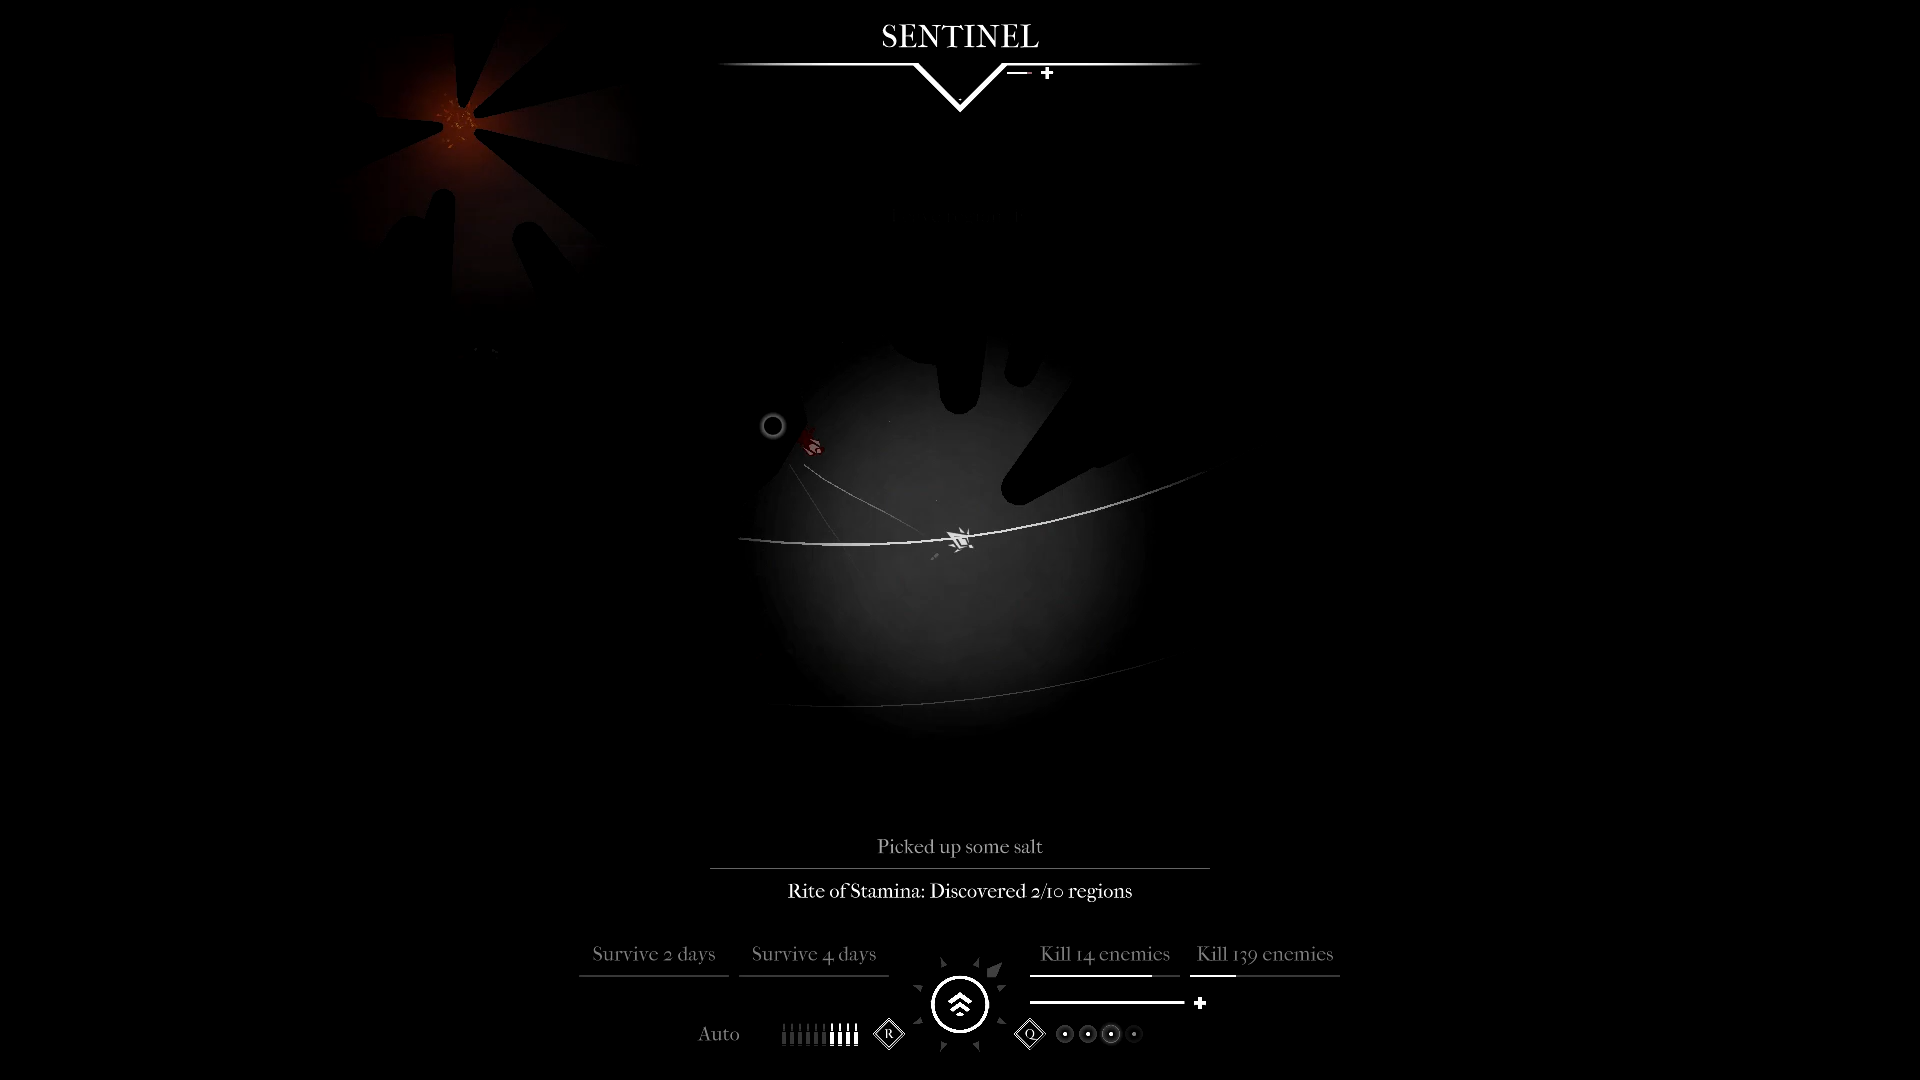 SENTINEL
Picked up some salt
Rite of Stamina: Discovered 2/10 regions
Survive 2 days
Survive 4 days
Kill 14 enemies
Kill 139 enemies
Auto
R
Q